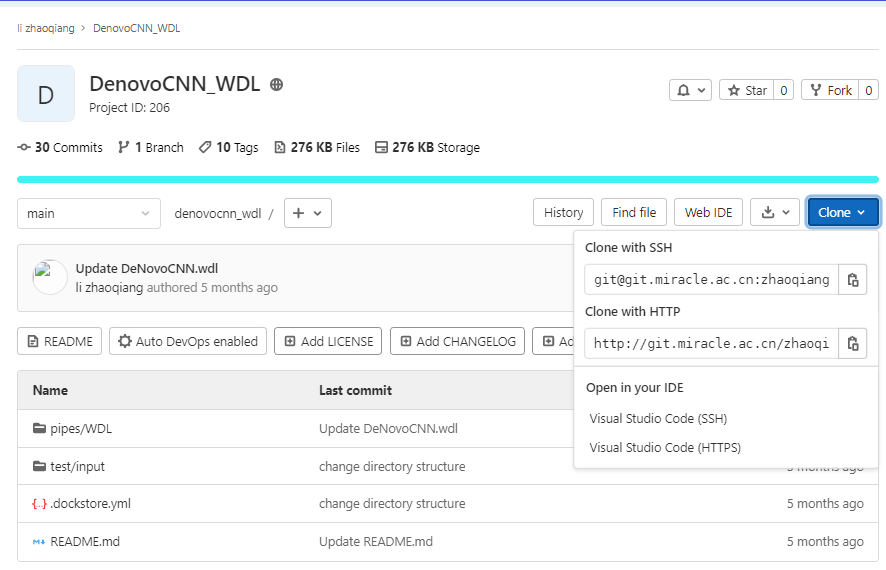 li zhaoqiang > DenovoCNN_WDL
D
DenovoCNN_WDL
Project ID: 206
Star 0
Fork 0
30 Commits 1 Branch 10 Tags 276 KB Files 276 KB Storage
main
denovocnn_wdl /
History Find file Web IDE Clone
Update DeNovoCNN.wdl
li zhaoqiang authored 5 months ago
Clone with SSH
git@git.miracle.ac.cn:zhaoqiang
Clone with HTTP
http://git.miracle.ac.cn/zhaoqi
Open in your IDE
Visual Studio Code (SSH)
Visual Studio Code (HTTPS)
README Auto DevOps enabled Add LICENSE Add CHANGELOG
Name Last commit
pipes/WDL Update DeNovoCNN.wdl
test/input change directory structure 5 months ago
.dockstore.yml change directory structure 5 months ago
README.md Update README.md 5 months ago